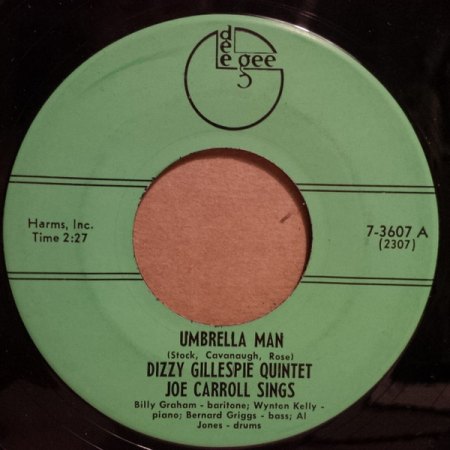 dee gee
Harms, Inc.
Time 2:27
7-3607 A
(2307)
UMBRELLA MAN
(Stock, Cavanaugh, Rose)
DIZZY GILLESPIE QUINTET
JOE CARROLL SINGS
Billy Graham - baritone; Wynton Kelly -
piano; Bernard Griggs - bass; Al
Jones - drums